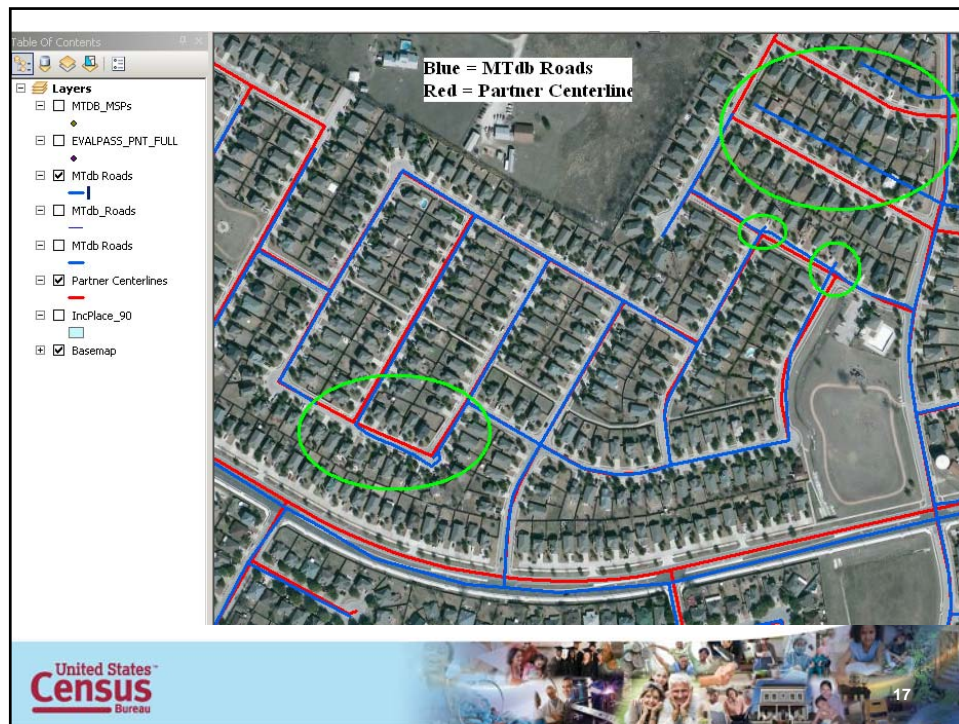 Table Of Contents
Layers
MTDB_MSPs
EVALPASS_PNT_FULL
MTdb Roads
MTdb_Roads
MTdb Roads
Partner Centerlines
IncPlace_90
Basemap
Blue = MTdb Roads
Red = Partner Centerline
United States™
Census
Bureau
17